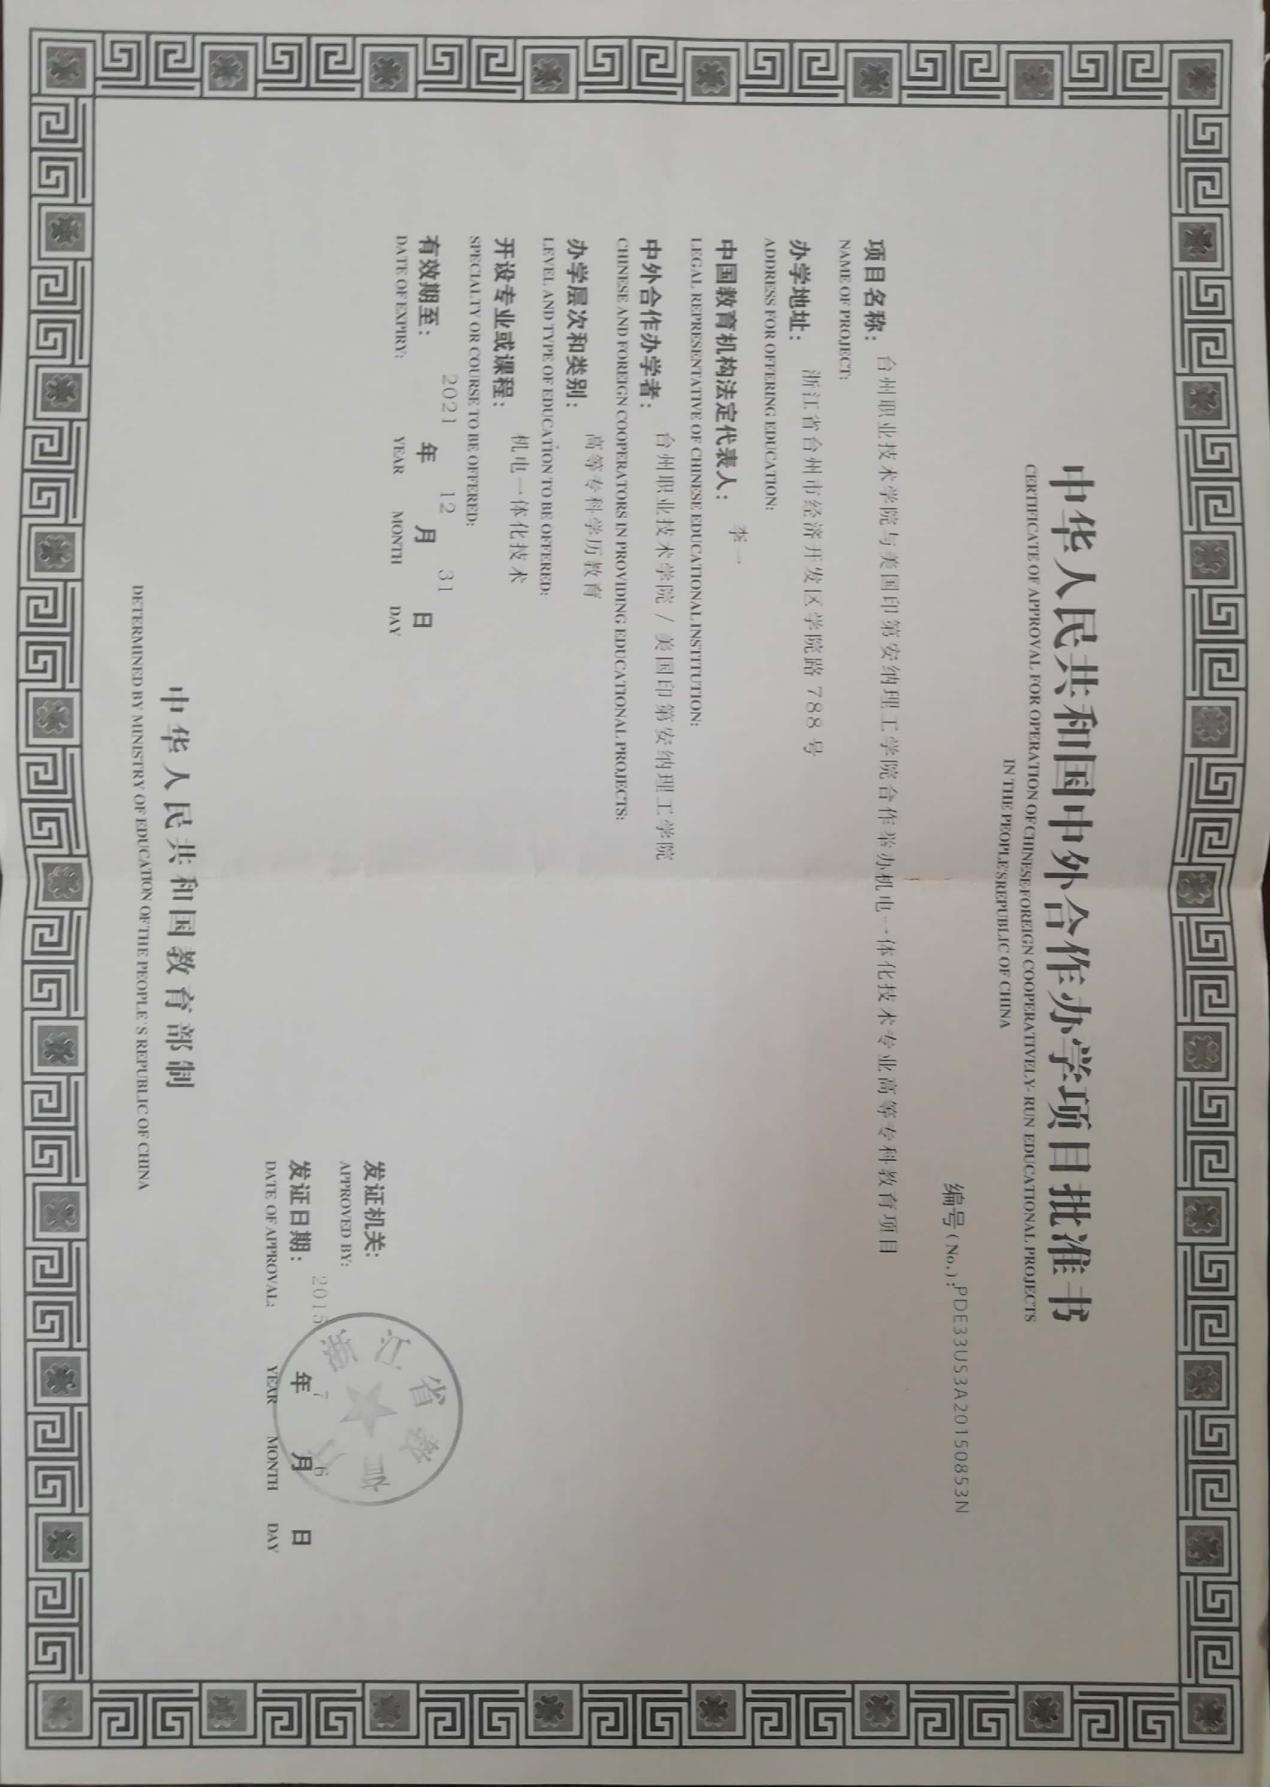 中华人民共和国中外合作办学项目批准书
CERTIFICATE OF APPROVAL FOR OPERATION OF CHINESE-FOREIGN COOPERATIVELY- RUN EDUCATIONAL PROJECTS
IN THE PEOPLE'S REPUBLIC OF CHINA
编号(No.):PDE33US3A20150853N
项目名称: 台州职业技术学院与美国印第安纳理工学院合作举办机电一体化技术专业高等专科教育项目
NAME OF PROJECT:
办学地址: 浙江省台州市经济开发区学院路 788 号
ADDRESS FOR OFFERING EDUCATION:
中国教育机构法定代表人: 李一
LEGAL REPRESENTATIVE OF CHINESE EDUCATIONAL INSTITUTION:
中外合作办学者: 台州职业技术学院 / 美国印第安纳理工学院
CHINESE AND FOREIGN COOPERATORS IN PROVIDING EDUCATIONAL PROJECTS:
办学层次和类别: 高等专科学历教育
LEVEL AND TYPE OF EDUCATION TO BE OFFERED:
开设专业或课程: 机电一体化技术
SPECIALTY OR COURSE TO BE OFFERED:
有效期至: 2021 年 12 月 31 日
DATE OF EXPIRY: YEAR MONTH DAY
发证机关:
APPROVED BY:
浙江省教育厅
发证日期: 2015 年 7 月 6 日
DATE OF APPROVAL: YEAR MONTH DAY
中华人民共和国教育部制
DETERMINED BY MINISTRY OF EDUCATION OF THE PEOPLE'S REPUBLIC OF CHINA